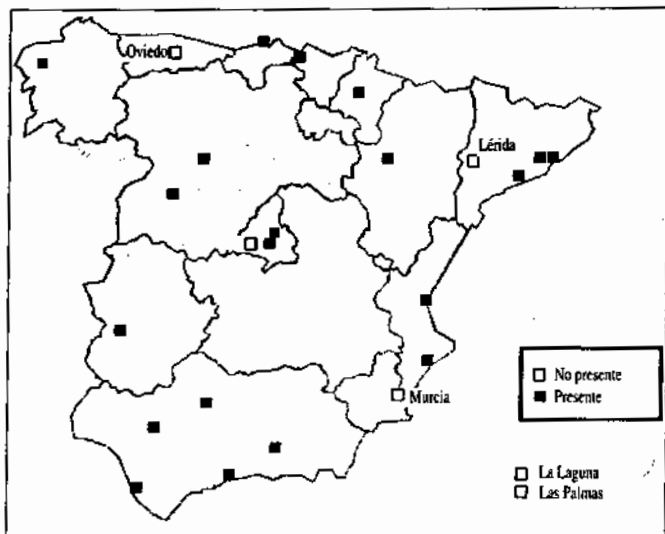 Oviedo
Lérida
No presente
Presente
Murcia
La Laguna
Las Palmas